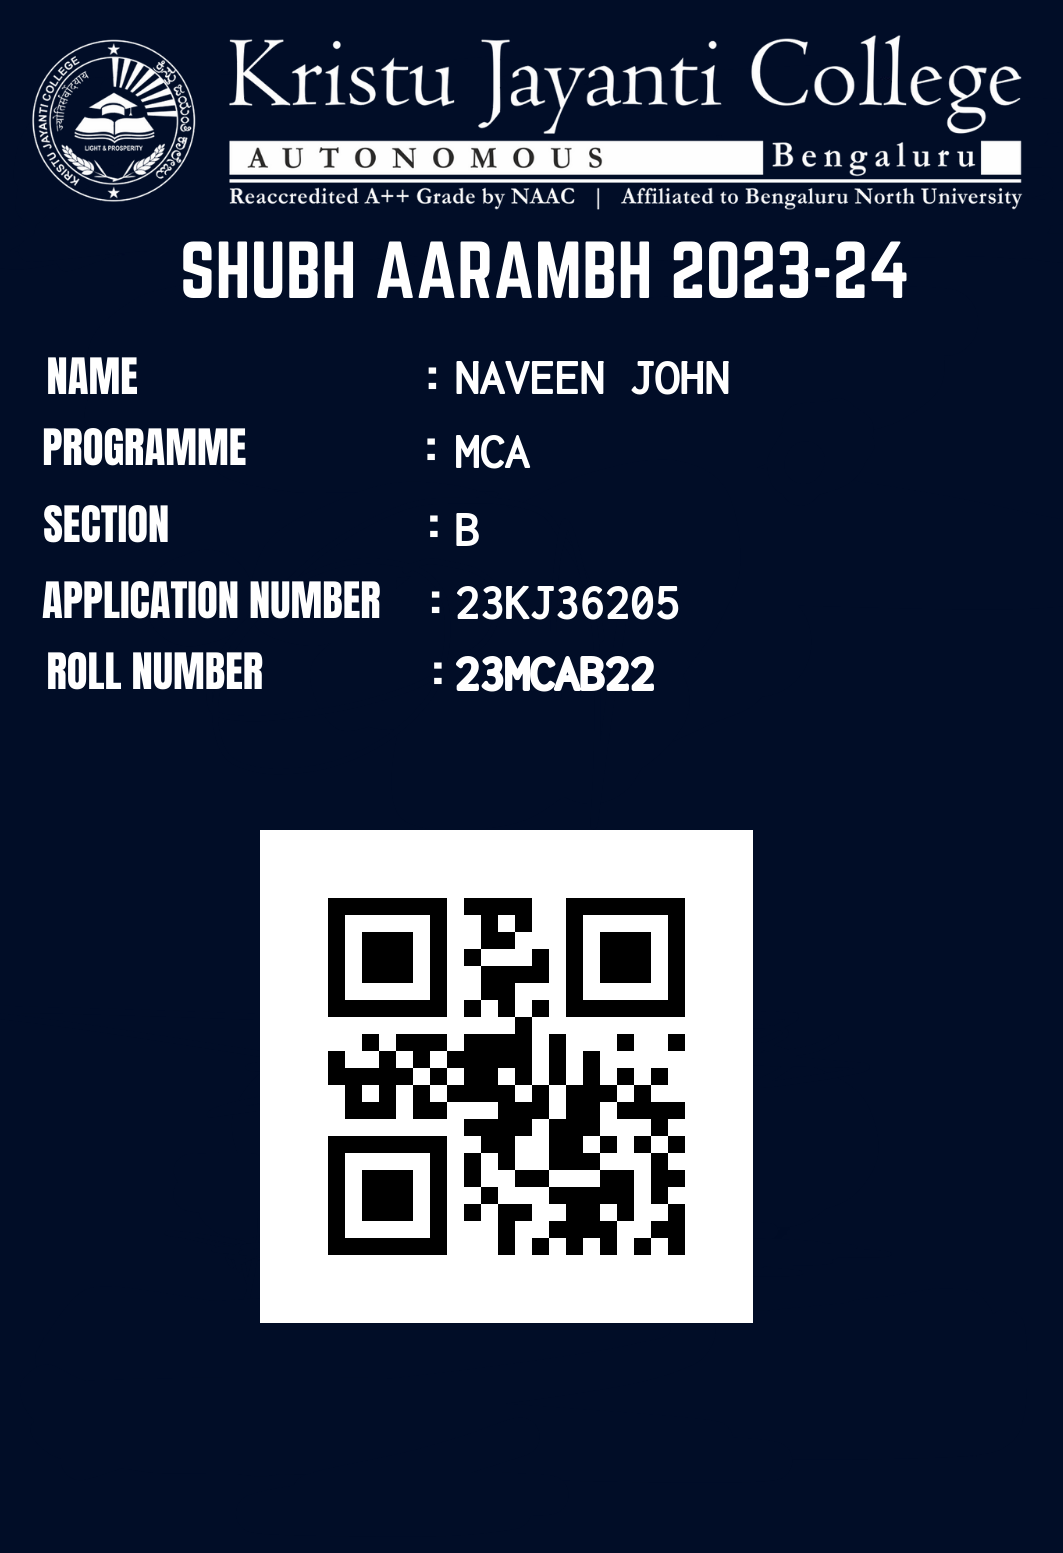 KRISTU JAYANTI COLLEGE
ज्योतिर्संवर्दियाय
LIGHT & PROSPERITY
Kristu Jayanti College
AUTONOMOUS Bengaluru
Reaccredited A++ Grade by NAAC | Affiliated to Bengaluru North University
SHUBH AARAMBH 2023-24
NAME : NAVEEN JOHN
PROGRAMME : MCA
SECTION : B
APPLICATION NUMBER : 23KJ36205
ROLL NUMBER : 23MCAB22